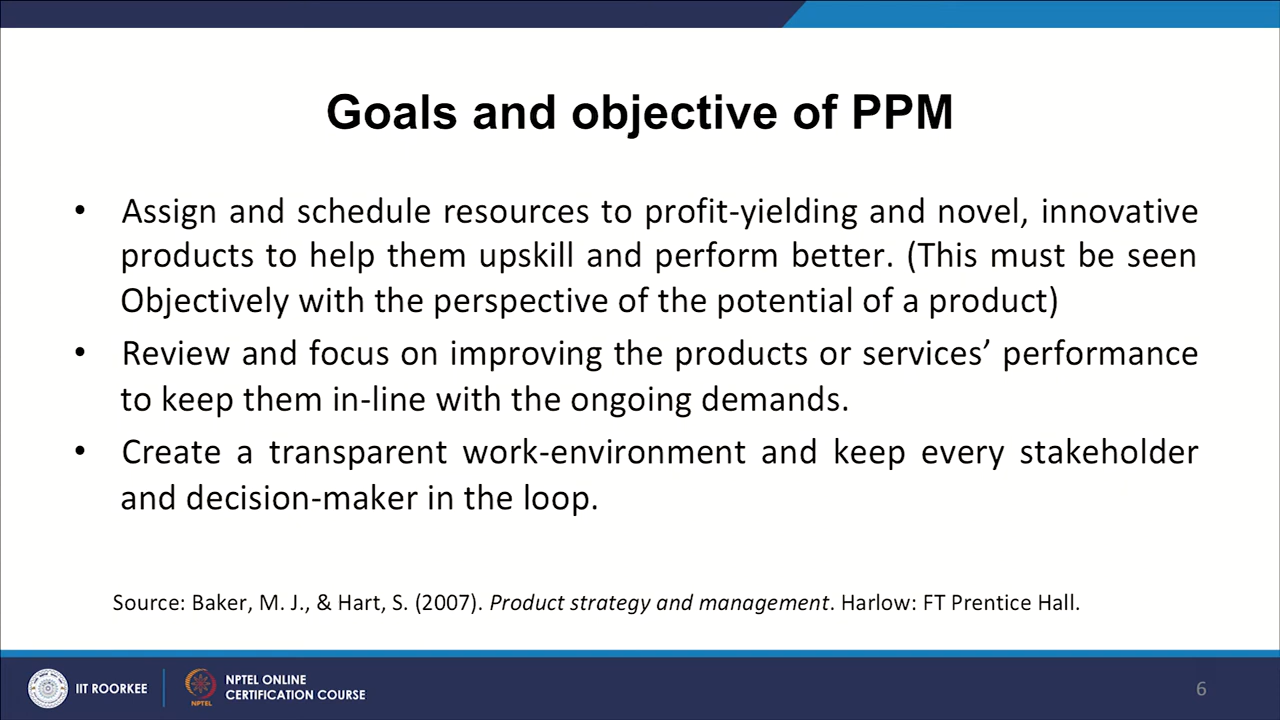 Goals and objective of PPM
• Assign and schedule resources to profit-yielding and novel, innovative
products to help them upskill and perform better. (This must be seen
Objectively with the perspective of the potential of a product)
• Review and focus on improving the products or services’ performance
to keep them in-line with the ongoing demands.
• Create a transparent work-environment and keep every stakeholder
and decision-maker in the loop.
Source: Baker, M. J., & Hart, S. (2007). Product strategy and management. Harlow: FT Prentice Hall.
IIT ROORKEE
NPTEL
NPTEL ONLINE
CERTIFICATION COURSE
6